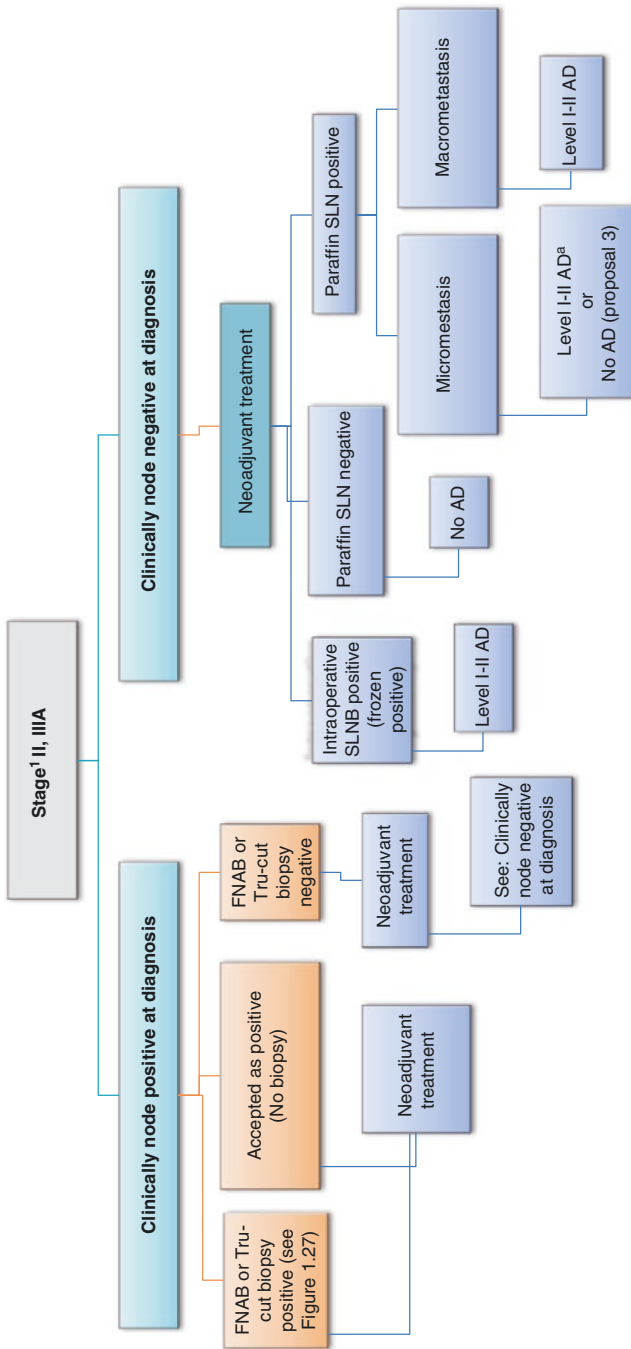 Stage¹ II, IIIA
Clinically node positive at diagnosis
Clinically node negative at diagnosis
FNAB or Tru-
cut biopsy
positive (see
Figure 1.27)
Accepted as positive
(No biopsy)
FNAB or
Tru-cut
biopsy
negative
Neoadjuvant
treatment
Neoadjuvant
treatment
See: Clinically
node negative
at diagnosis
Neoadjuvant treatment
Intraoperative
SLNB positive
(frozen
positive)
Level I-II AD
Paraffin SLN negative
No AD
Paraffin SLN positive
Micromestasis
Macrometastasis
Level I-II ADᵃ
or
No AD (proposal 3)
Level I-II AD